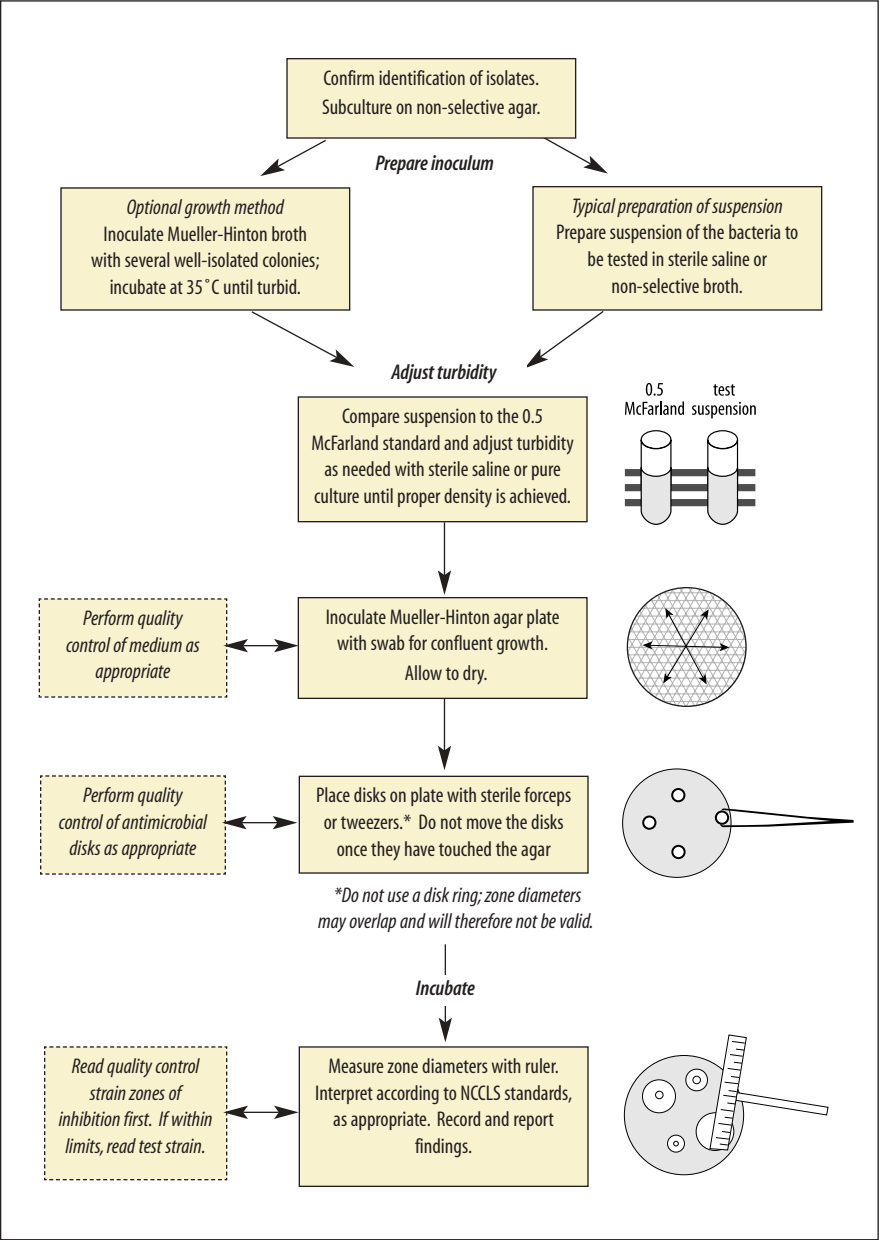 Confirm identification of isolates.
Subculture on non-selective agar.
Prepare inoculum
Optional growth method
Inoculate Mueller-Hinton broth
with several well-isolated colonies;
incubate at 35˚C until turbid.
Typical preparation of suspension
Prepare suspension of the bacteria to
be tested in sterile saline or
non-selective broth.
Adjust turbidity
Compare suspension to the 0.5
McFarland standard and adjust turbidity
as needed with sterile saline or pure
culture until proper density is achieved.
0.5
McFarland
test
suspension
Perform quality
control of medium as
appropriate
Inoculate Mueller-Hinton agar plate
with swab for confluent growth.
Allow to dry.
Perform quality
control of antimicrobial
disks as appropriate
Place disks on plate with sterile forceps
or tweezers.* Do not move the disks
once they have touched the agar
*Do not use a disk ring; zone diameters
may overlap and will therefore not be valid.
Incubate
Read quality control
strain zones of
inhibition first. If within
limits, read test strain.
Measure zone diameters with ruler.
Interpret according to NCCLS standards,
as appropriate. Record and report
findings.